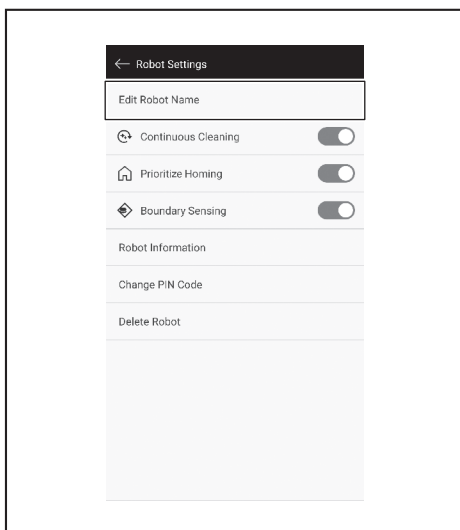 Robot Settings
Edit Robot Name
Continuous Cleaning
Prioritize Homing
Boundary Sensing
Robot Information
Change PIN Code
Delete Robot